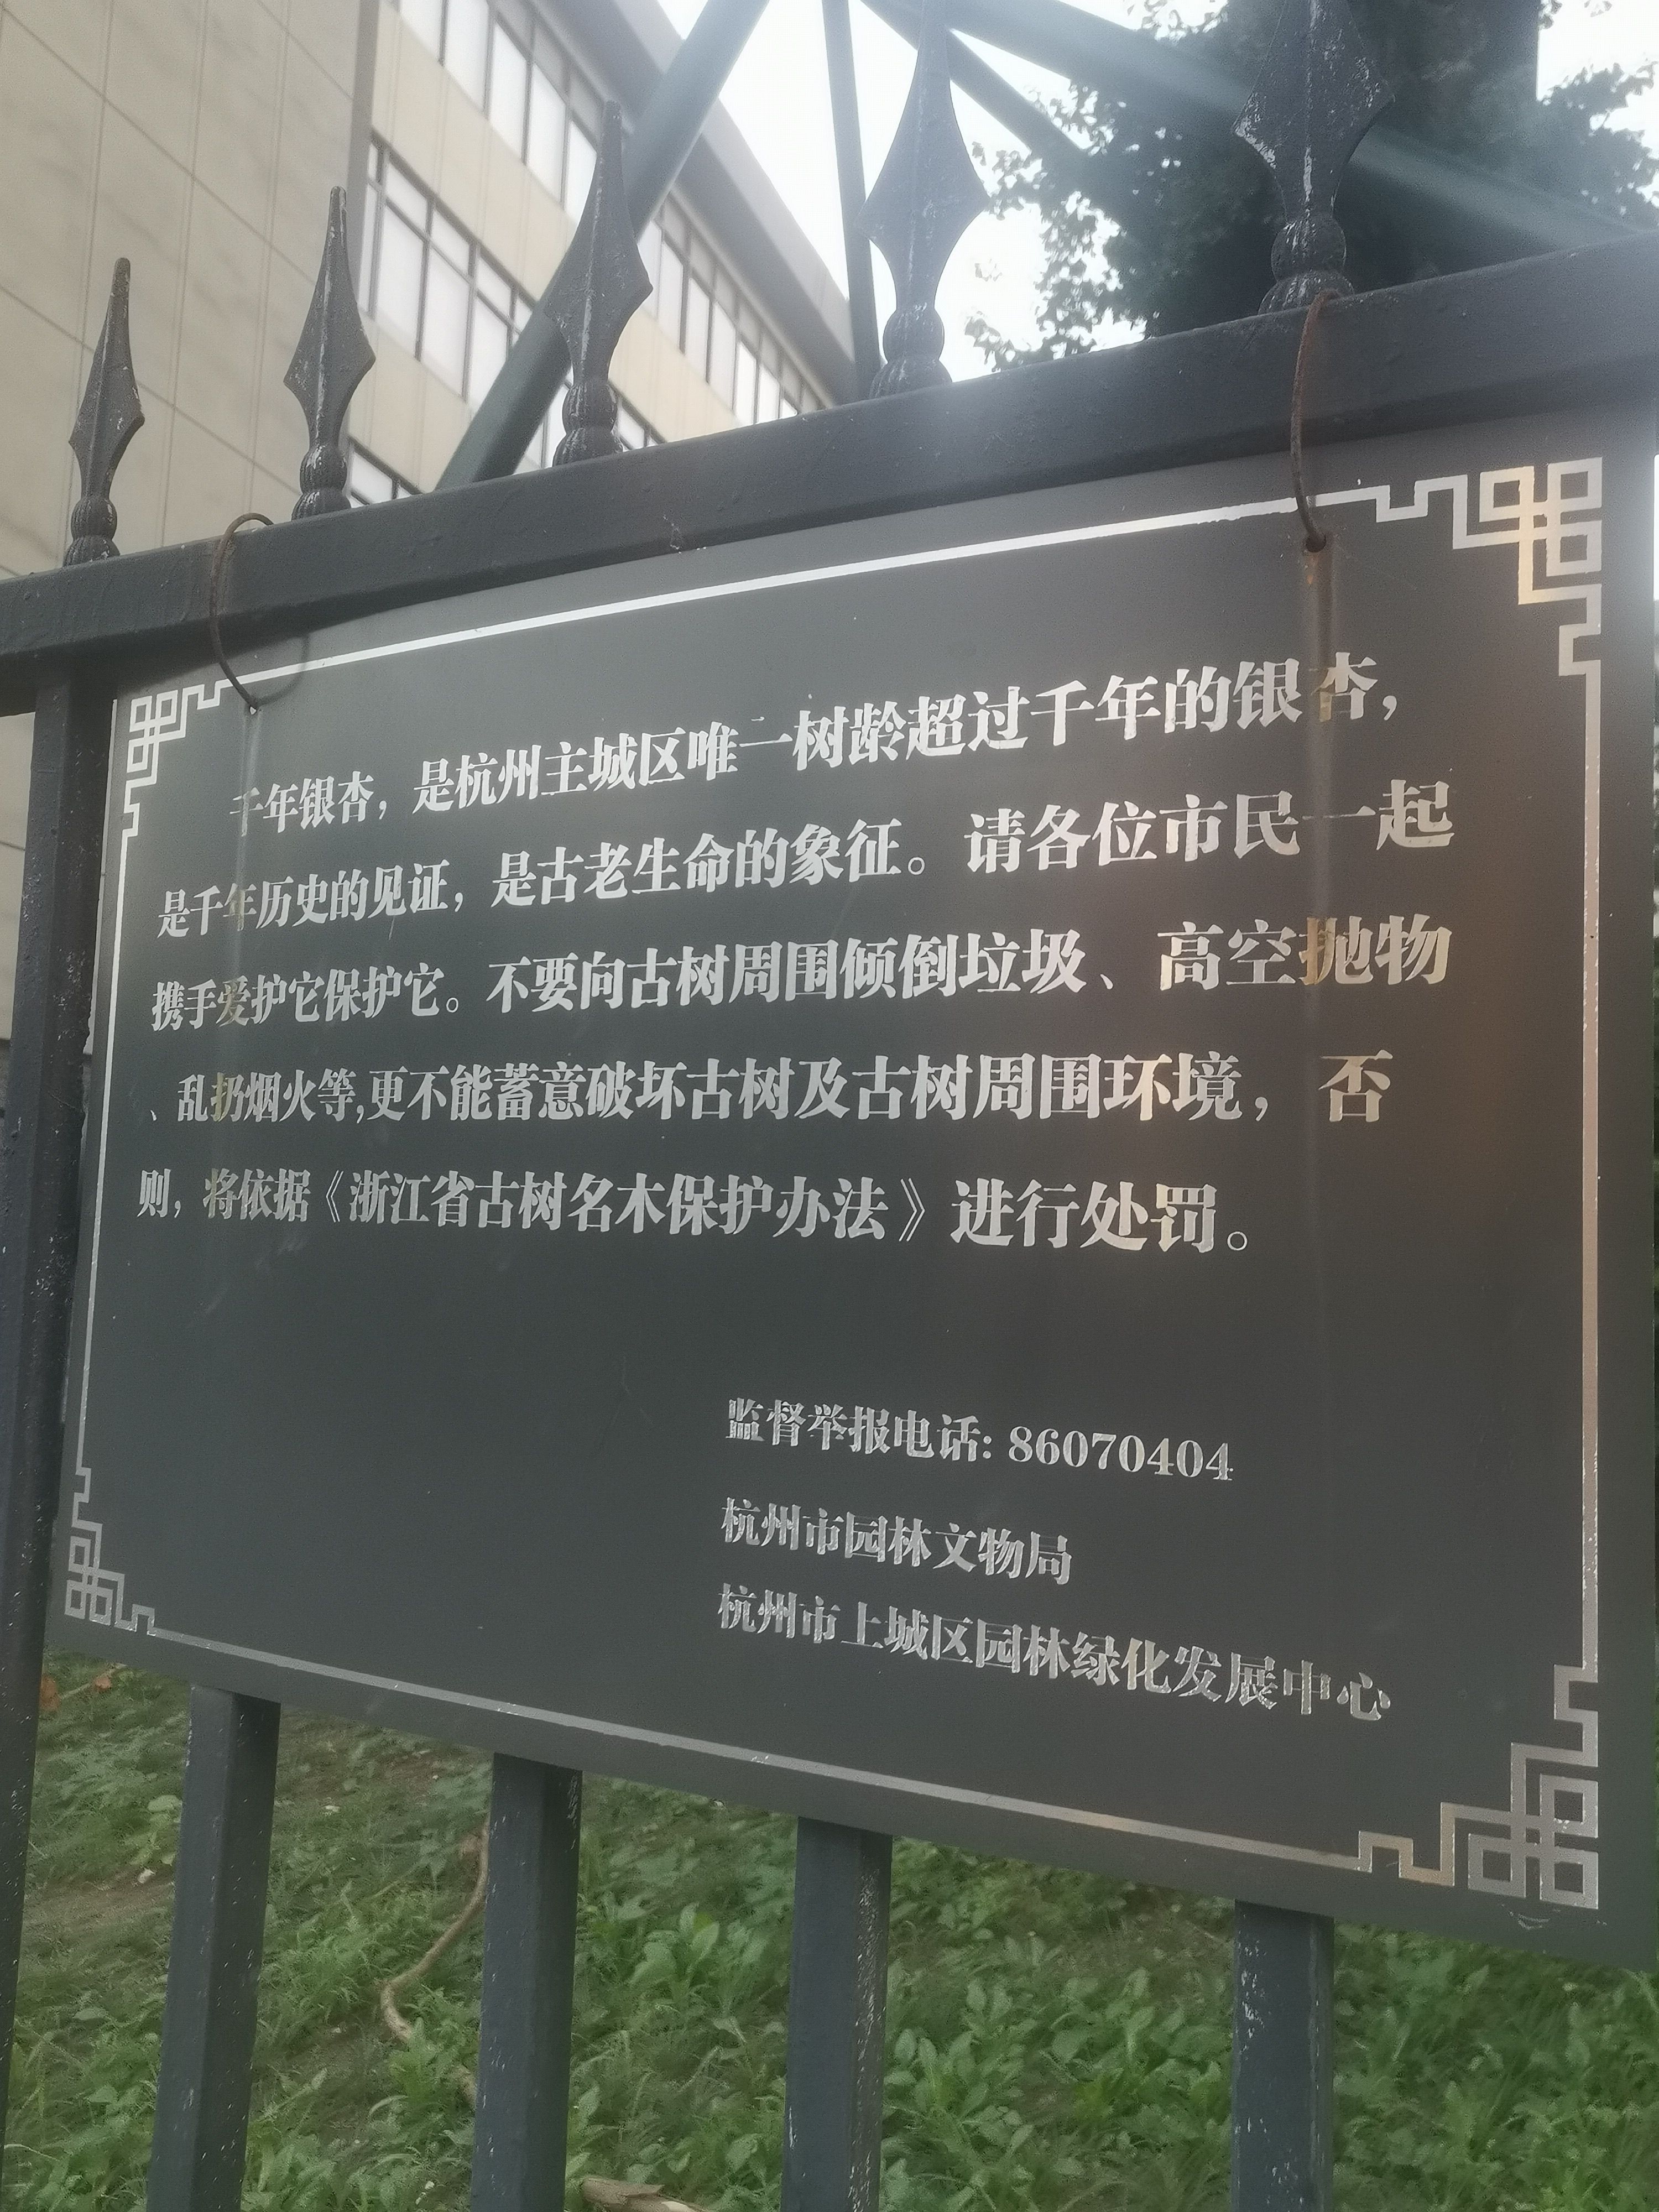 千年银杏，是杭州主城区唯一树龄超过千年的银杏，
是千年历史的见证，是古老生命的象征。请各位市民一起
携手爱护它保护它。不要向古树周围倾倒垃圾、高空抛物
、乱扔烟火等,更不能蓄意破坏古树及古树周围环境，否
则，将依据《浙江省古树名木保护办法》进行处罚。
监督举报电话: 86070404
杭州市园林文物局
杭州市上城区园林绿化发展中心